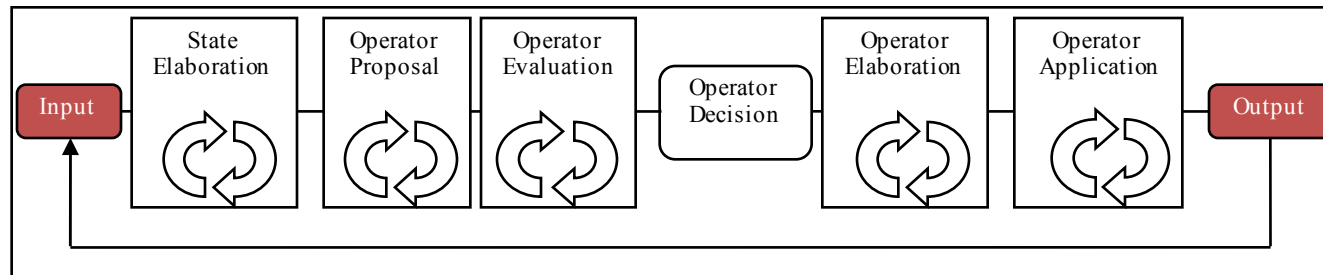 Input
State
Elaboration
Operator
Proposal
Operator
Evaluation
Operator
Decision
Operator
Elaboration
Operator
Application
Output